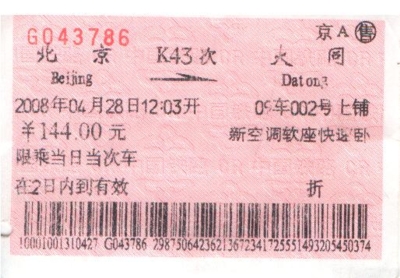 G043786 京A 售
北京 K43次 大同
Beijing Datong
2008年04月28日12:03开 09车002号上铺
￥144.00元 新空调软座快速卧
限乘当日当次车
在2日内到有效 折
10001001310427 G043786